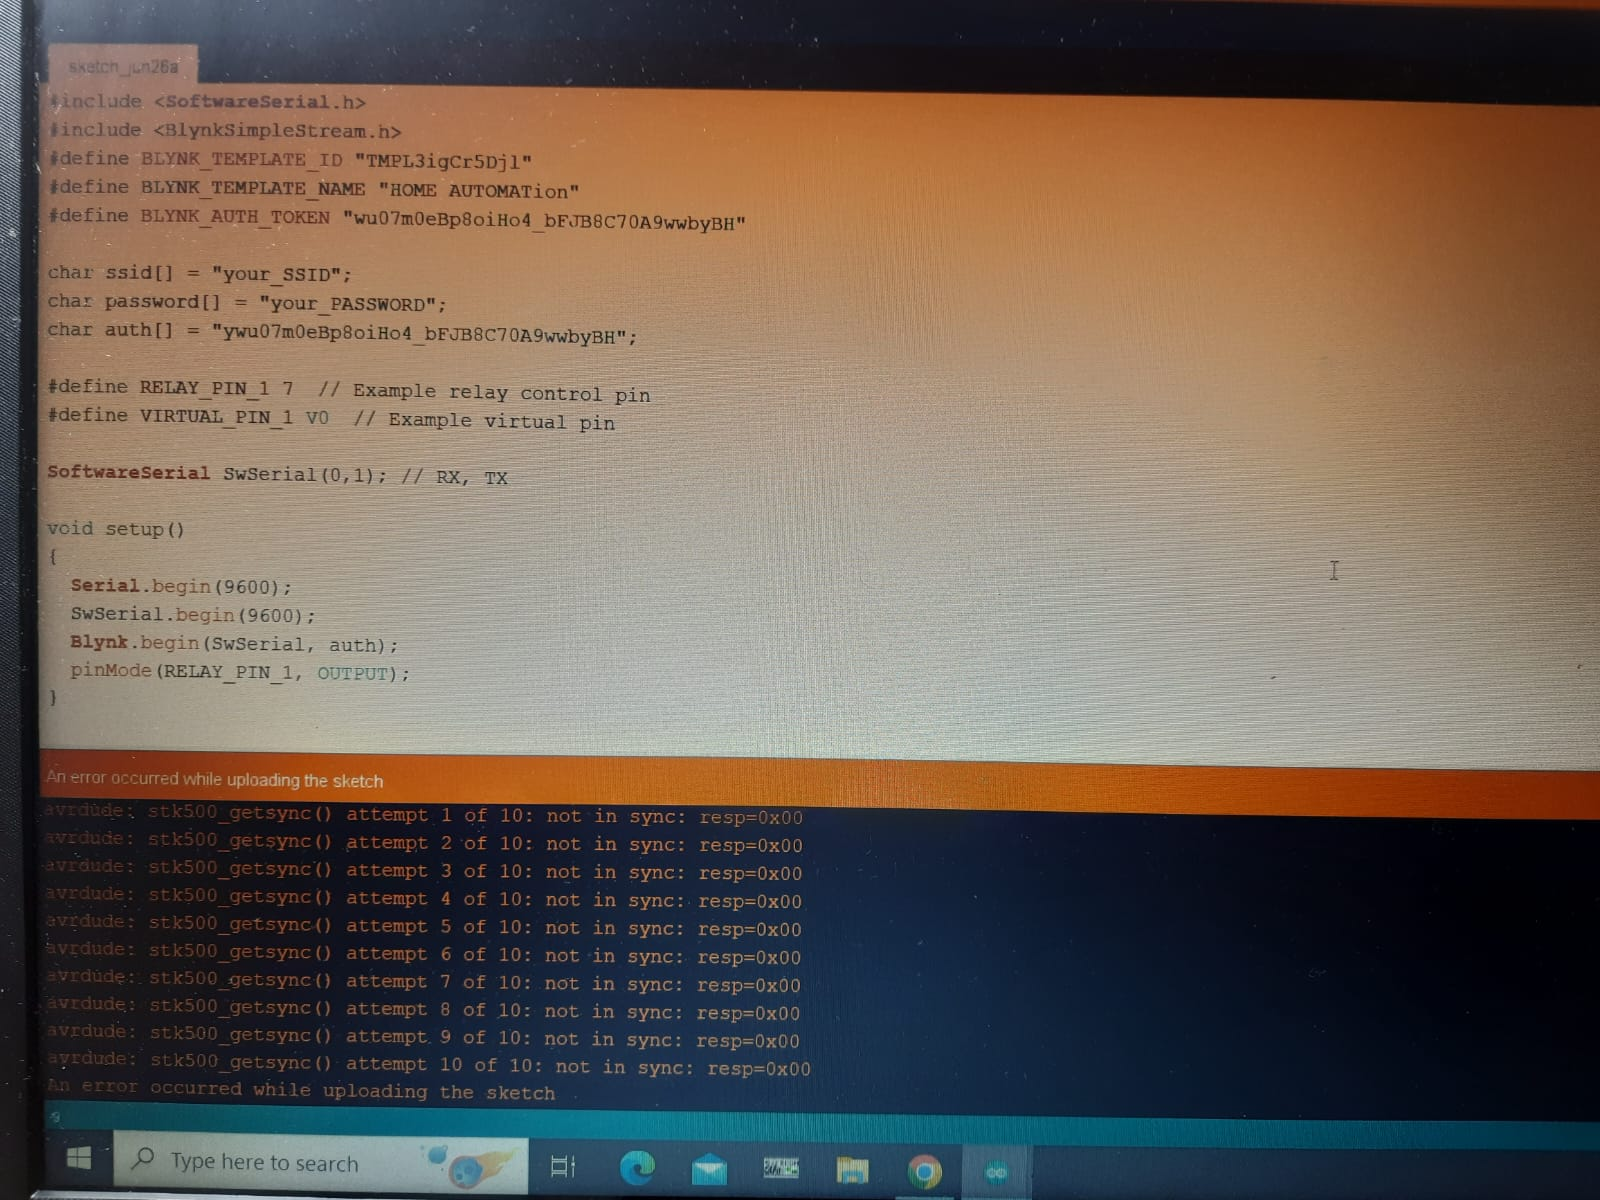 sketch_jun26a
#include <SoftwareSerial.h>
#include <BlynkSimpleStream.h>
#define BLYNK_TEMPLATE_ID "TMPL3igCr5Djl"
#define BLYNK_TEMPLATE_NAME "HOME AUTOMATion"
#define BLYNK_AUTH_TOKEN "wu07m0eBp8oiHo4_bFJB8C70A9wwbyBH"
char ssid[] = "your_SSID";
char password[] = "your_PASSWORD";
char auth[] = "ywu07m0eBp8oiHo4_bFJB8C70A9wwbyBH";
#define RELAY_PIN_1 7 // Example relay control pin
#define VIRTUAL_PIN_1 V0 // Example virtual pin
SoftwareSerial SwSerial(0,1); // RX, TX
void setup()
{
Serial.begin(9600);
SwSerial.begin(9600);
Blynk.begin(SwSerial, auth);
pinMode(RELAY_PIN_1, OUTPUT);
}
An error occurred while uploading the sketch
avrdude: stk500_getsync() attempt 1 of 10: not in sync: resp=0x00
avrdude: stk500_getsync() attempt 2 of 10: not in sync: resp=0x00
avrdude: stk500_getsync() attempt 3 of 10: not in sync: resp=0x00
avrdude: stk500_getsync() attempt 4 of 10: not in sync: resp=0x00
avrdude: stk500_getsync() attempt 5 of 10: not in sync: resp=0x00
avrdude: stk500_getsync() attempt 6 of 10: not in sync: resp=0x00
avrdude: stk500_getsync() attempt 7 of 10: not in sync: resp=0x00
avrdude: stk500_getsync() attempt 8 of 10: not in sync: resp=0x00
avrdude: stk500_getsync() attempt 9 of 10: not in sync: resp=0x00
avrdude: stk500_getsync() attempt 10 of 10: not in sync: resp=0x00
An error occurred while uploading the sketch
9
Type here to search